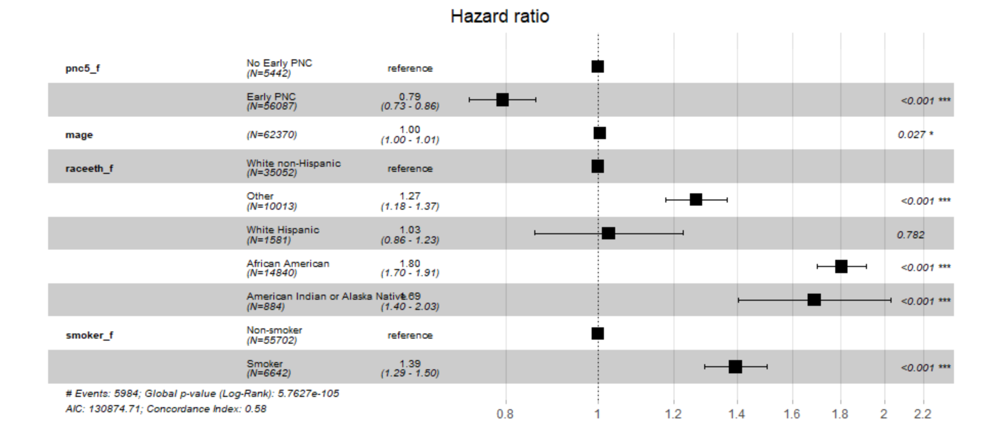 Hazard ratio
pnc5_f No Early PNC reference
(N=5442)
Early PNC 0.79 <0.001 ***
(N=56087) (0.73 - 0.86)
mage (N=62370) 1.00 0.027 *
(1.00 - 1.01)
raceeth_f White non-Hispanic reference
(N=35052)
Other 1.27 <0.001 ***
(N=10013) (1.18 - 1.37)
White Hispanic 1.03 0.782
(N=1581) (0.86 - 1.23)
African American 1.80 <0.001 ***
(N=14840) (1.70 - 1.91)
American Indian or Alaska Native 1.69 <0.001 ***
(N=884) (1.40 - 2.03)
smoker_f Non-smoker reference
(N=55702)
Smoker 1.39 <0.001 ***
(N=6642) (1.29 - 1.50)
# Events: 5984; Global p-value (Log-Rank): 5.7627e-105
AIC: 130874.71; Concordance Index: 0.58
0.8 1 1.2 1.4 1.6 1.8 2 2.2